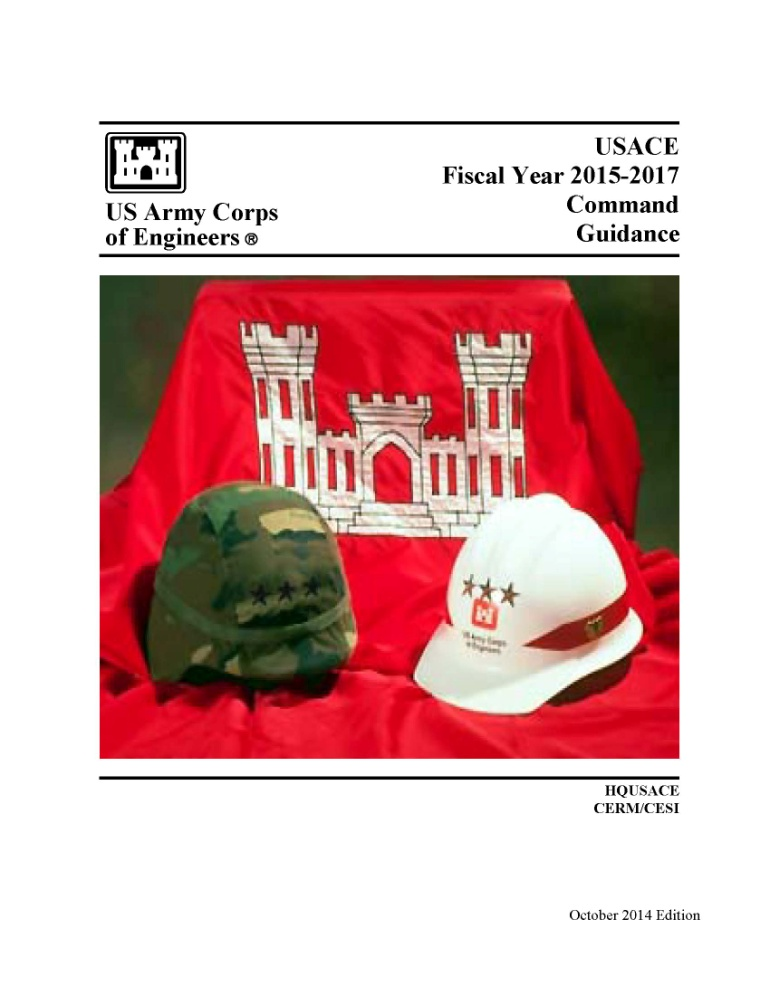 US Army Corps
of Engineers ®
USACE
Fiscal Year 2015-2017
Command
Guidance
US Army Corps
of Engineers
HQUSACE
CERM/CESI
October 2014 Edition